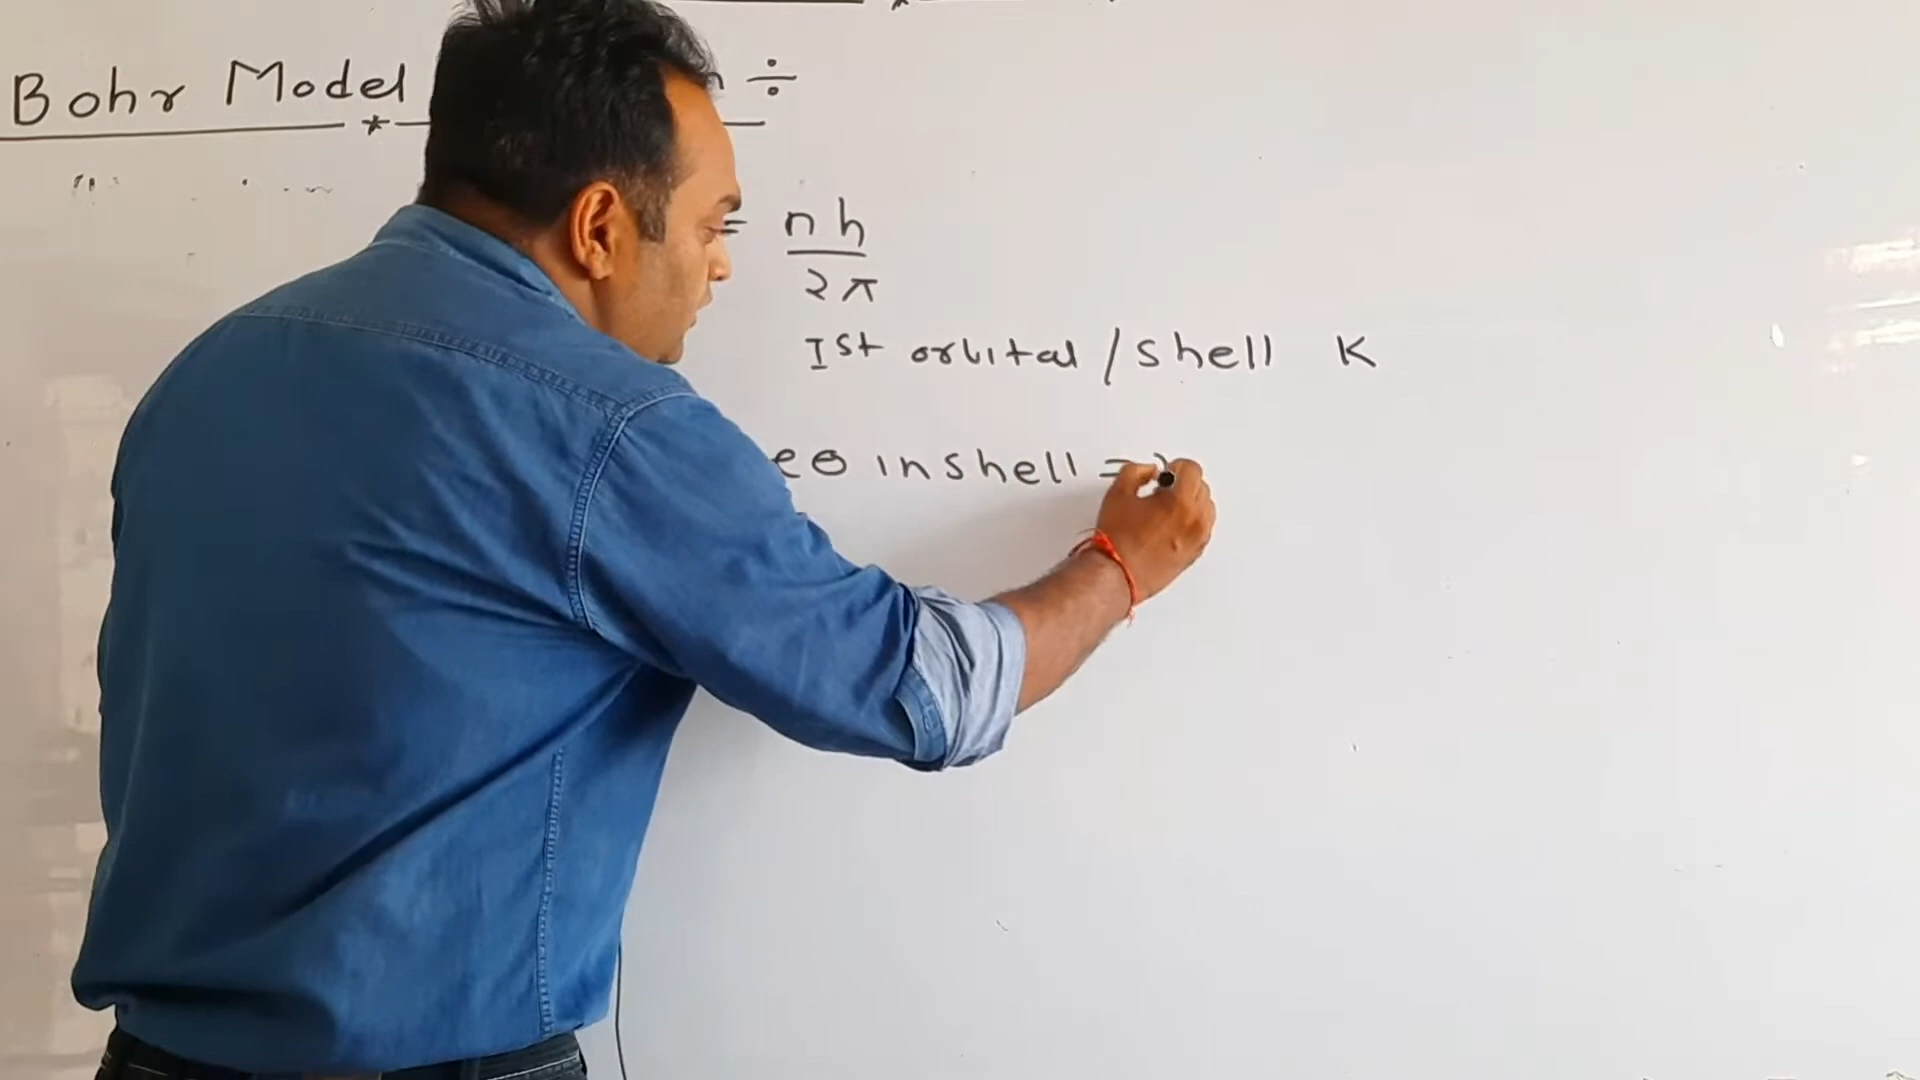 Bohr Model ÷
= nh
2π
Ist orbital / shell K
e⊖ in shell =